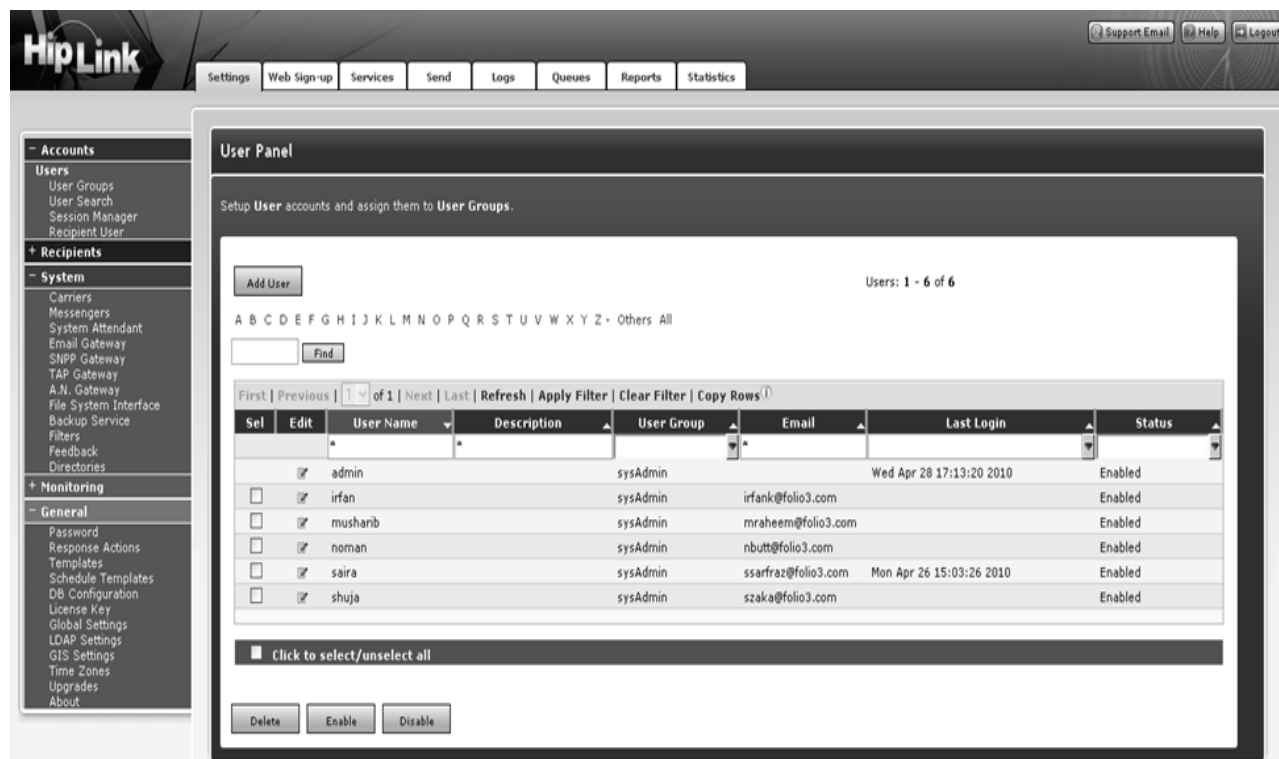 HipLink
Support Email Help Logout
Settings Web Sign-up Services Send Logs Queues Reports Statistics
- Accounts
Users
User Groups
User Search
Session Manager
Recipient User
+ Recipients
- System
Carriers
Messengers
System Attendant
Email Gateway
SNPP Gateway
TAP Gateway
A.N. Gateway
File System Interface
Backup Service
Filters
Feedback
Directories
+ Monitoring
- General
Password
Response Actions
Templates
Schedule Templates
DB Configuration
License Key
Global Settings
LDAP Settings
GIS Settings
Time Zones
Upgrades
About
User Panel
Setup User accounts and assign them to User Groups.
Add User Users: 1 - 6 of 6
A B C D E F G H I J K L M N O P Q R S T U V W X Y Z - Others All
Find
First | Previous | 1 of 1 | Next | Last | Refresh | Apply Filter | Clear Filter | Copy Rows
Sel Edit User Name Description User Group Email Last Login Status
* * *
admin sysAdmin Wed Apr 28 17:13:20 2010 Enabled
irfan sysAdmin irfank@folio3.com Enabled
musharib sysAdmin mraheem@folio3.com Enabled
noman sysAdmin nbutt@folio3.com Enabled
saira sysAdmin ssarfraz@folio3.com Mon Apr 26 15:03:26 2010 Enabled
shuja sysAdmin szaka@folio3.com Enabled
Click to select/unselect all
Delete Enable Disable